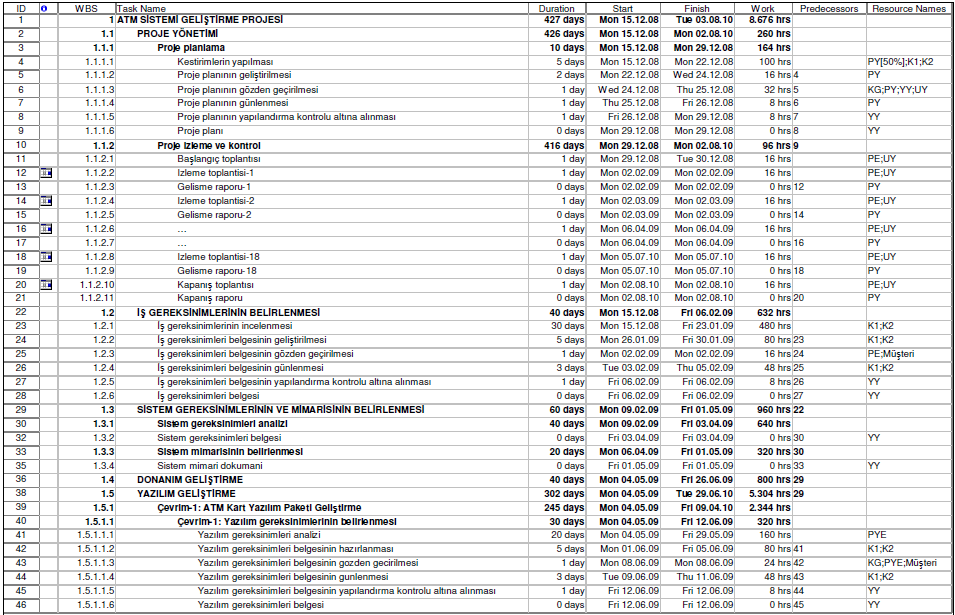 ID WBS Task Name Duration Start Finish Work Predecessors Resource Names
1 1 ATM SİSTEMİ GELİŞTİRME PROJESİ 427 days Mon 15.12.08 Tue 03.08.10 8.676 hrs
2 1.1 PROJE YÖNETİMİ 426 days Mon 15.12.08 Mon 02.08.10 260 hrs
3 1.1.1 Proje planlama 10 days Mon 15.12.08 Mon 29.12.08 164 hrs
4 1.1.1.1 Kestirimlerin yapılması 5 days Mon 15.12.08 Mon 22.12.08 100 hrs PY[50%];K1;K2
5 1.1.1.2 Proje planının geliştirilmesi 2 days Mon 22.12.08 Wed 24.12.08 16 hrs 4 PY
6 1.1.1.3 Proje planının gözden geçirilmesi 1 day Wed 24.12.08 Thu 25.12.08 32 hrs 5 KG;PY;YY;UY
7 1.1.1.4 Proje planının günlenmesi 1 day Thu 25.12.08 Fri 26.12.08 8 hrs 6 PY
8 1.1.1.5 Proje planının yapılandırma kontrolu altına alınması 1 day Fri 26.12.08 Mon 29.12.08 8 hrs 7 YY
9 1.1.1.6 Proje planı 0 days Mon 29.12.08 Mon 29.12.08 0 hrs 8 YY
10 1.1.2 Proje izleme ve kontrol 416 days Mon 29.12.08 Mon 02.08.10 96 hrs 9
11 1.1.2.1 Başlangıç toplantısı 1 day Mon 29.12.08 Tue 30.12.08 16 hrs PE;UY
12 1.1.2.2 Izleme toplantisi-1 1 day Mon 02.02.09 Mon 02.02.09 16 hrs PE;UY
13 1.1.2.3 Gelisme raporu-1 0 days Mon 02.02.09 Mon 02.02.09 0 hrs 12 PY
14 1.1.2.4 Izleme toplantisi-2 1 day Mon 02.03.09 Mon 02.03.09 16 hrs PE;UY
15 1.1.2.5 Gelisme raporu-2 0 days Mon 02.03.09 Mon 02.03.09 0 hrs 14 PY
16 1.1.2.6 ... 1 day Mon 06.04.09 Mon 06.04.09 16 hrs PE;UY
17 1.1.2.7 ... 0 days Mon 06.04.09 Mon 06.04.09 0 hrs 16 PY
18 1.1.2.8 Izleme toplantisi-18 1 day Mon 05.07.10 Mon 05.07.10 16 hrs PE;UY
19 1.1.2.9 Gelisme raporu-18 0 days Mon 05.07.10 Mon 05.07.10 0 hrs 18 PY
20 1.1.2.10 Kapanış toplantısı 1 day Mon 02.08.10 Mon 02.08.10 16 hrs PE;UY
21 1.1.2.11 Kapanış raporu 0 days Mon 02.08.10 Mon 02.08.10 0 hrs 20 PY
22 1.2 İŞ GEREKSİNİMLERİNİN BELİRLENMESİ 40 days Mon 15.12.08 Fri 06.02.09 632 hrs
23 1.2.1 İş gereksinimlerinin incelenmesi 30 days Mon 15.12.08 Fri 23.01.09 480 hrs K1;K2
24 1.2.2 İş gereksinimleri belgesinin geliştirilmesi 5 days Mon 26.01.09 Fri 30.01.09 80 hrs 23 K1;K2
25 1.2.3 İş gereksinimleri belgesinin gözden geçirilmesi 1 day Mon 02.02.09 Mon 02.02.09 16 hrs 24 PE;Müşteri
26 1.2.4 İş gereksinimleri belgesinin günlenmesi 3 days Tue 03.02.09 Thu 05.02.09 48 hrs 25 K1;K2
27 1.2.5 İş gereksinimleri belgesinin yapılandırma kontrolu altına alınması 1 day Fri 06.02.09 Fri 06.02.09 8 hrs 26 YY
28 1.2.6 İş gereksinimleri belgesi 0 days Fri 06.02.09 Fri 06.02.09 0 hrs 27 YY
29 1.3 SİSTEM GEREKSİNİMLERİNİN VE MİMARİSİNİN BELİRLENMESİ 60 days Mon 09.02.09 Fri 01.05.09 960 hrs 22
30 1.3.1 Sistem gereksinimleri analizi 40 days Mon 09.02.09 Fri 03.04.09 640 hrs
32 1.3.2 Sistem gereksinimleri belgesi 0 days Fri 03.04.09 Fri 03.04.09 0 hrs 30 YY
33 1.3.3 Sistem mimarisinin belirlenmesi 20 days Mon 06.04.09 Fri 01.05.09 320 hrs 30
35 1.3.4 Sistem mimari dokumani 0 days Fri 01.05.09 Fri 01.05.09 0 hrs 33 YY
36 1.4 DONANIM GELİŞTİRME 40 days Mon 04.05.09 Fri 26.06.09 800 hrs 29
38 1.5 YAZILIM GELİŞTİRME 302 days Mon 04.05.09 Tue 29.06.10 5.304 hrs 29
39 1.5.1 Çevrim-1: ATM Kart Yazılım Paketi Geliştirme 245 days Mon 04.05.09 Fri 09.04.10 2.344 hrs
40 1.5.1.1 Çevrim-1: Yazılım gereksinimlerinin belirlenmesi 30 days Mon 04.05.09 Fri 12.06.09 320 hrs
41 1.5.1.1.1 Yazılım gereksinimleri analizi 20 days Mon 04.05.09 Fri 29.05.09 160 hrs PYE
42 1.5.1.1.2 Yazılım gereksinimleri belgesinin hazırlanması 5 days Mon 01.06.09 Fri 05.06.09 80 hrs 41 K1;K2
43 1.5.1.1.3 Yazılım gereksinimleri belgesinin gozden gecirilmesi 1 day Mon 08.06.09 Mon 08.06.09 24 hrs 42 KG;PYE;Müşteri
44 1.5.1.1.4 Yazılım gereksinimleri belgesinin gunlenmesi 3 days Tue 09.06.09 Thu 11.06.09 48 hrs 43 K1;K2
45 1.5.1.1.5 Yazılım gereksinimleri belgesinin yapılandırma kontrolu altına alınması 1 day Fri 12.06.09 Fri 12.06.09 8 hrs 44 YY
46 1.5.1.1.6 Yazılım gereksinimleri belgesi 0 days Fri 12.06.09 Fri 12.06.09 0 hrs 45 YY